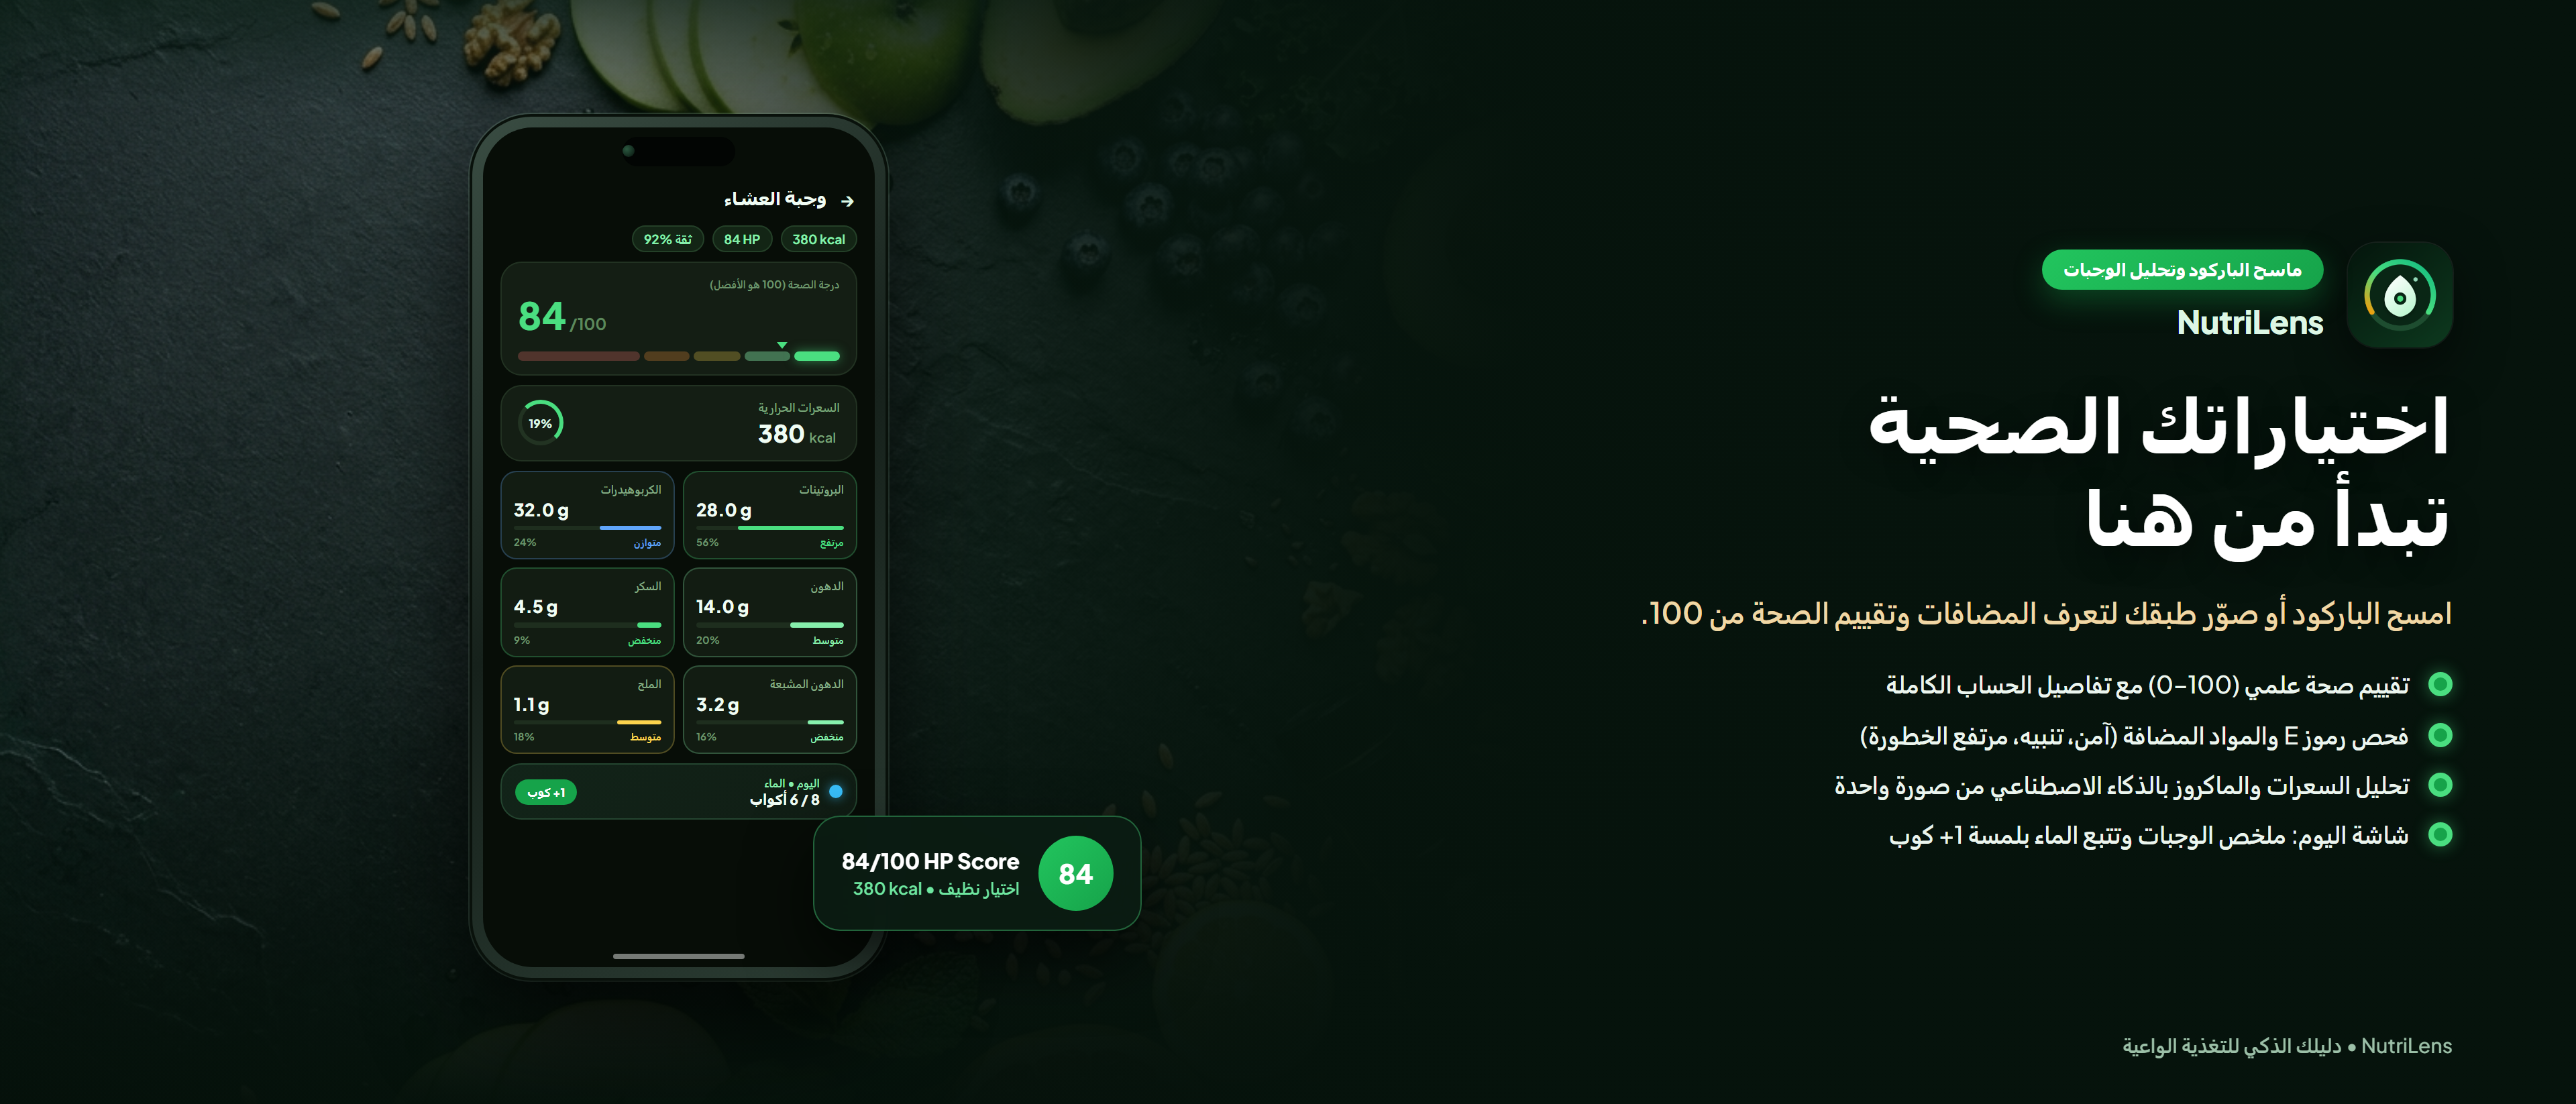 ماسح الباركود وتحليل الوجبات
NutriLens
اختياراتك الصحية
تبدأ من هنا
امسح الباركود أو صوّر طبقك لتعرف المضافات وتقييم الصحة من 100.
تقييم صحة علمي (0–100) مع تفاصيل الحساب الكاملة
فحص رموز E والمواد المضافة (آمن، تنبيه، مرتفع الخطورة)
تحليل السعرات والماكروز بالذكاء الاصطناعي من صورة واحدة
شاشة اليوم: ملخص الوجبات وتتبع الماء بلمسة 1+ كوب
NutriLens • دليلك الذكي للتغذية الواعية
→ وجبة العشاء
380 kcal
84 HP
ثقة 92%
درجة الصحة (100 هو الأفضل)
84/100
السعرات الحرارية
380 kcal
19%
البروتينات
28.0 g
مرتفع 56%
الكربوهيدرات
32.0 g
متوازن 24%
الدهون
14.0 g
متوسط 20%
السكر
4.5 g
منخفض 9%
الدهون المشبعة
3.2 g
منخفض 16%
الملح
1.1 g
متوسط 18%
اليوم • الماء
6 / 8 أكواب
1+ كوب
84
84/100 HP Score
اختيار نظيف • 380 kcal